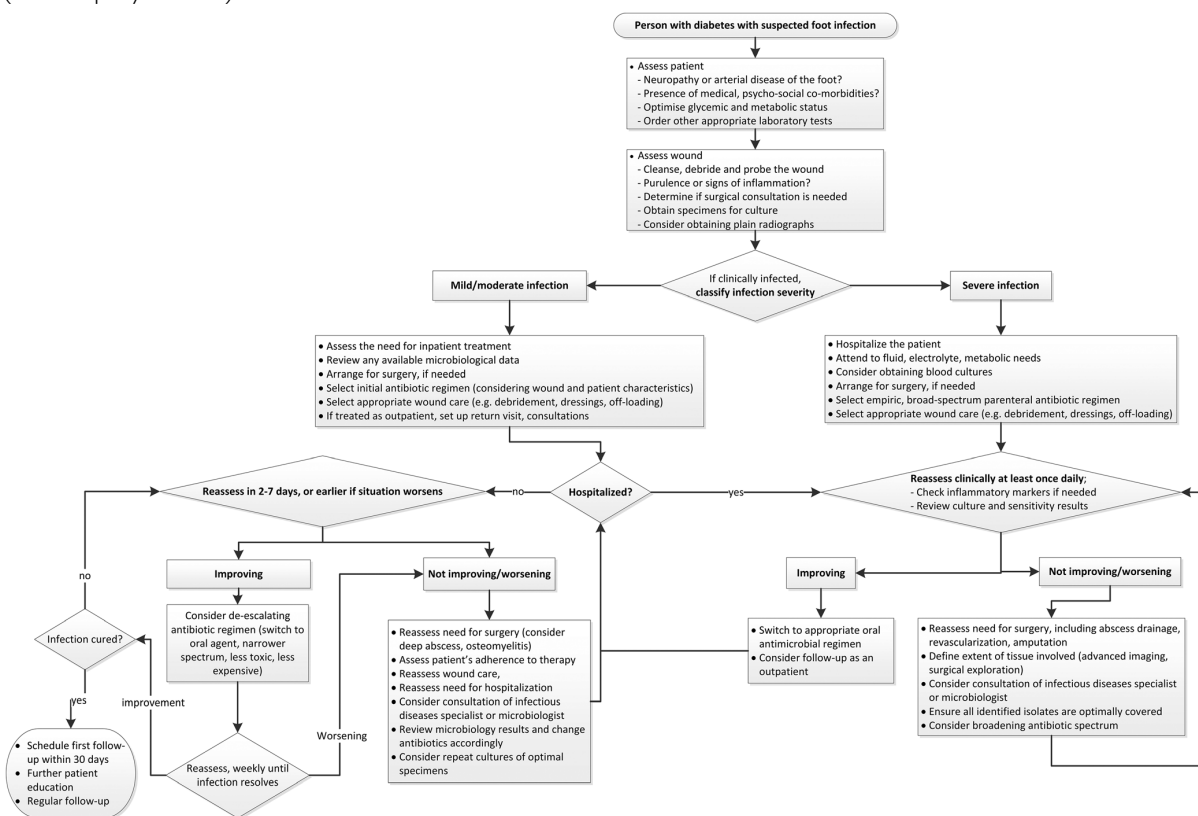 Person with diabetes with suspected foot infection
• Assess patient
- Neuropathy or arterial disease of the foot?
- Presence of medical, psycho-social co-morbidities?
- Optimise glycemic and metabolic status
- Order other appropriate laboratory tests
• Assess wound
- Cleanse, debride and probe the wound
- Purulence or signs of inflammation?
- Determine if surgical consultation is needed
- Obtain specimens for culture
- Consider obtaining plain radiographs
If clinically infected,
classify infection severity
Mild/moderate infection
Severe infection
• Assess the need for inpatient treatment
• Review any available microbiological data
• Arrange for surgery, if needed
• Select initial antibiotic regimen (considering wound and patient characteristics)
• Select appropriate wound care (e.g. debridement, dressings, off-loading)
• If treated as outpatient, set up return visit, consultations
• Hospitalize the patient
• Attend to fluid, electrolyte, metabolic needs
• Consider obtaining blood cultures
• Arrange for surgery, if needed
• Select empiric, broad-spectrum parenteral antibiotic regimen
• Select appropriate wound care (e.g. debridement, dressings, off-loading)
Reassess in 2-7 days, or earlier if situation worsens
no
Hospitalized?
yes
Reassess clinically at least once daily;
- Check inflammatory markers if needed
- Review culture and sensitivity results
Improving
Not improving/worsening
Improving
Not improving/worsening
no
Infection cured?
yes
improvement
Consider de-escalating
antibiotic regimen (switch to
oral agent, narrower
spectrum, less toxic, less
expensive)
Worsening
• Reassess need for surgery (consider
deep abscess, osteomyelitis)
• Assess patient's adherence to therapy
• Reassess wound care,
• Reassess need for hospitalization
• Consider consultation of infectious
diseases specialist or microbiologist
• Review microbiology results and change
antibiotics accordingly
• Consider repeat cultures of optimal
specimens
• Switch to appropriate oral
antimicrobial regimen
• Consider follow-up as an
outpatient
• Reassess need for surgery, including abscess drainage,
revascularization, amputation
• Define extent of tissue involved (advanced imaging,
surgical exploration)
• Consider consultation of infectious diseases specialist
or microbiologist
• Ensure all identified isolates are optimally covered
• Consider broadening antibiotic spectrum
• Schedule first follow-
up within 30 days
• Further patient
education
• Regular follow-up
Reassess, weekly until
infection resolves